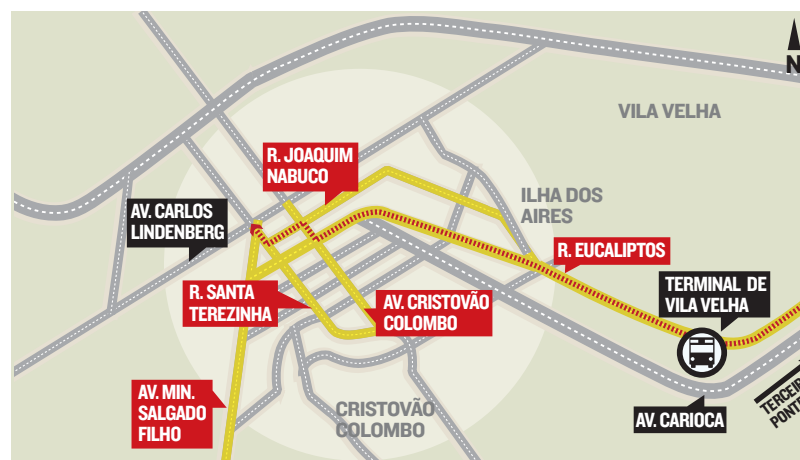 N
VILA VELHA
R. JOAQUIM
NABUCO
ILHA DOS
AIRES
AV. CARLOS
LINDENBERG
R. EUCALIPTOS
TERMINAL DE
VILA VELHA
R. SANTA
TEREZINHA
AV. CRISTOVÃO
COLOMBO
AV. MIN.
SALGADO
FILHO
CRISTOVÃO
COLOMBO
AV. CARIOCA